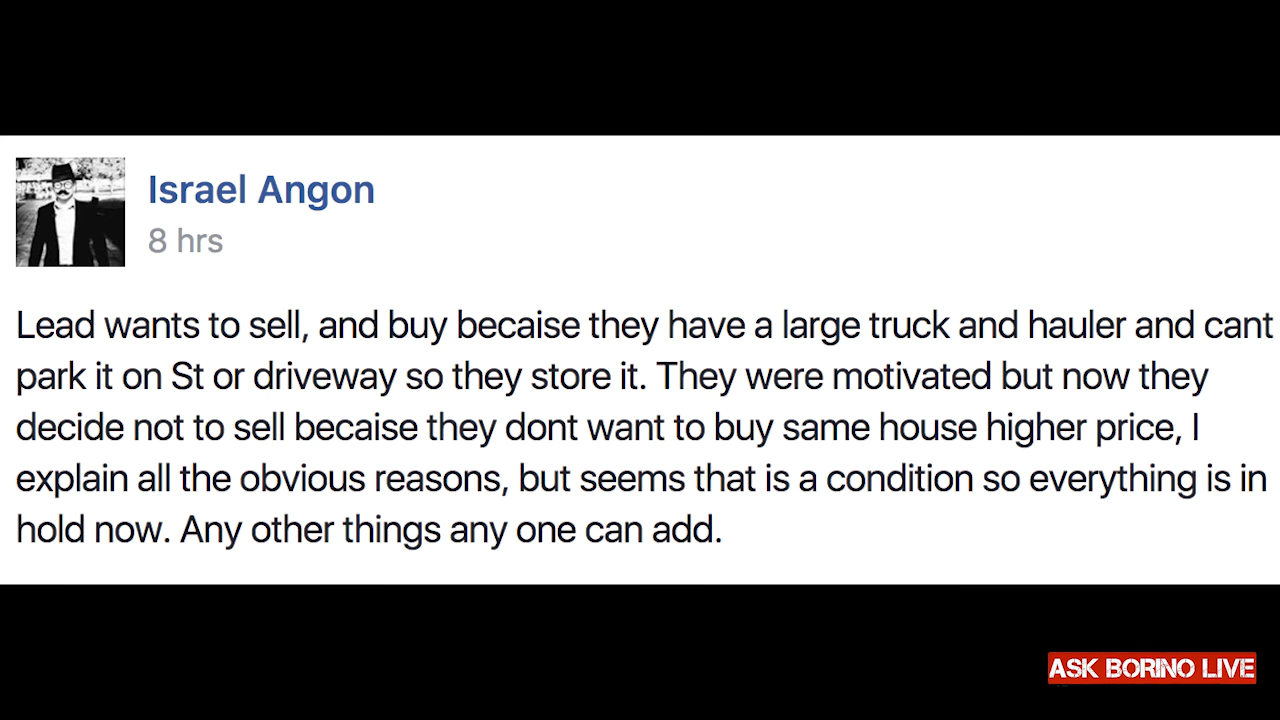 Israel Angon
8 hrs
Lead wants to sell, and buy becaise they have a large truck and hauler and cant
park it on St or driveway so they store it. They were motivated but now they
decide not to sell becaise they dont want to buy same house higher price, I
explain all the obvious reasons, but seems that is a condition so everything is in
hold now. Any other things any one can add.
ASK BORINO LIVE